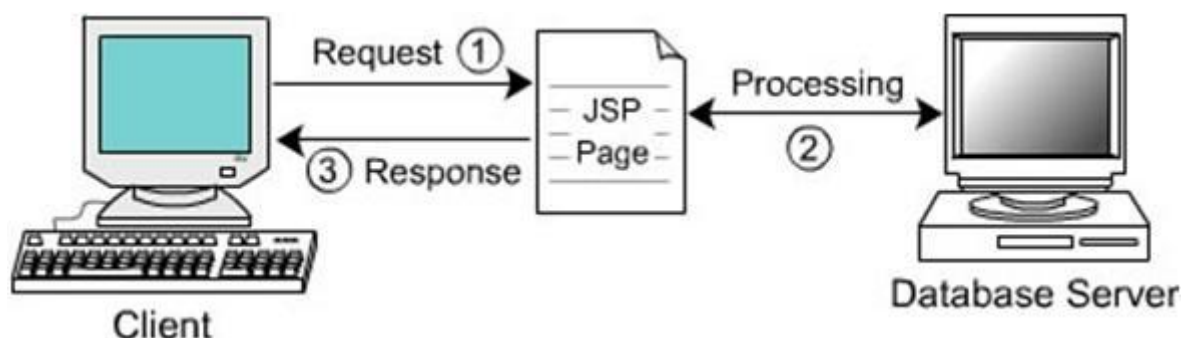 Request ①
JSP
Page
③ Response
Processing
②
Client
Database Server